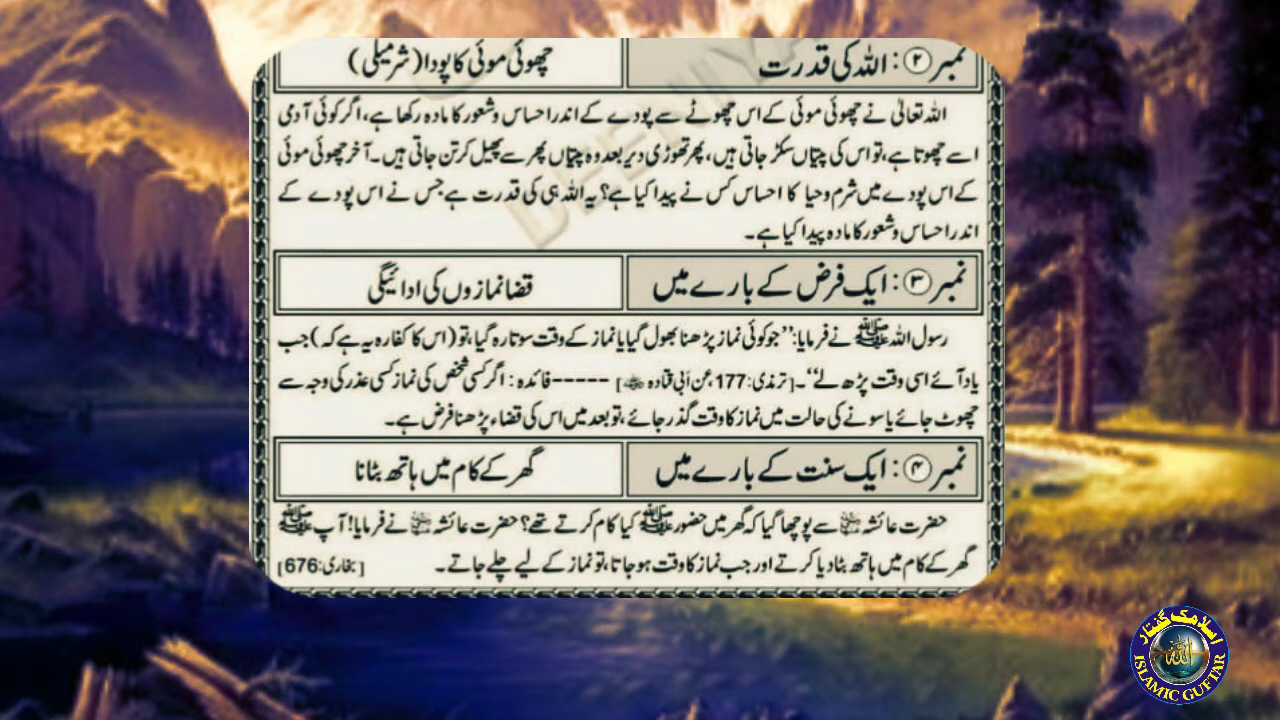 نمبر ۲: اللہ کی قدرت
چھوئی موئی کا پودا (شرمیلی)
اللہ تعالیٰ نے چھوئی موئی کے اس چھوٹے سے پودے کے اندر احساس و شعور کا مادہ رکھا ہے، اگر کوئی آدمی
اسے چھوتا ہے، تو اس کی پتیاں سکڑ جاتی ہیں، پھر تھوڑی دیر بعد وہ پتیاں پھر سے پھیل کر تن جاتی ہیں۔ آخر چھوئی موئی
کے اس پودے میں شرم و حیا کا احساس کس نے پیدا کیا ہے؟ یہ اللہ ہی کی قدرت ہے جس نے اس پودے کے
اندر احساس و شعور کا مادہ پیدا کیا ہے۔
نمبر ۳: ایک فرض کے بارے میں
قضا نمازوں کی ادائیگی
رسول اللہ ﷺ نے فرمایا: ”جو کوئی نماز پڑھنا بھول گیا یا نماز کے وقت سوتا رہ گیا، تو (اس کا کفارہ یہ ہے کہ) جب
یاد آئے اسی وقت پڑھ لے“۔ [ترمذی: 177، عن ابی قتادہ ؓ] ----- فائدہ: اگر کسی شخص کی نماز کسی عذر کی وجہ سے
چھوٹ جائے یا سونے کی حالت میں نماز کا وقت گذر جائے، تو بعد میں اس کی قضاء پڑھنا فرض ہے۔
نمبر ۴: ایک سنت کے بارے میں
گھر کے کام میں ہاتھ بٹانا
حضرت عائشہ ؓ سے پوچھا گیا کہ گھر میں حضور ﷺ کیا کام کرتے تھے؟ حضرت عائشہ ؓ نے فرمایا! آپ ﷺ
گھر کے کام میں ہاتھ بٹا دیا کرتے اور جب نماز کا وقت ہو جاتا، تو نماز کے لیے چلے جاتے۔ [بخاری: 676]
DEENIYA
اسلامک گفتار
اللہ
ISLAMIC GUFTAR